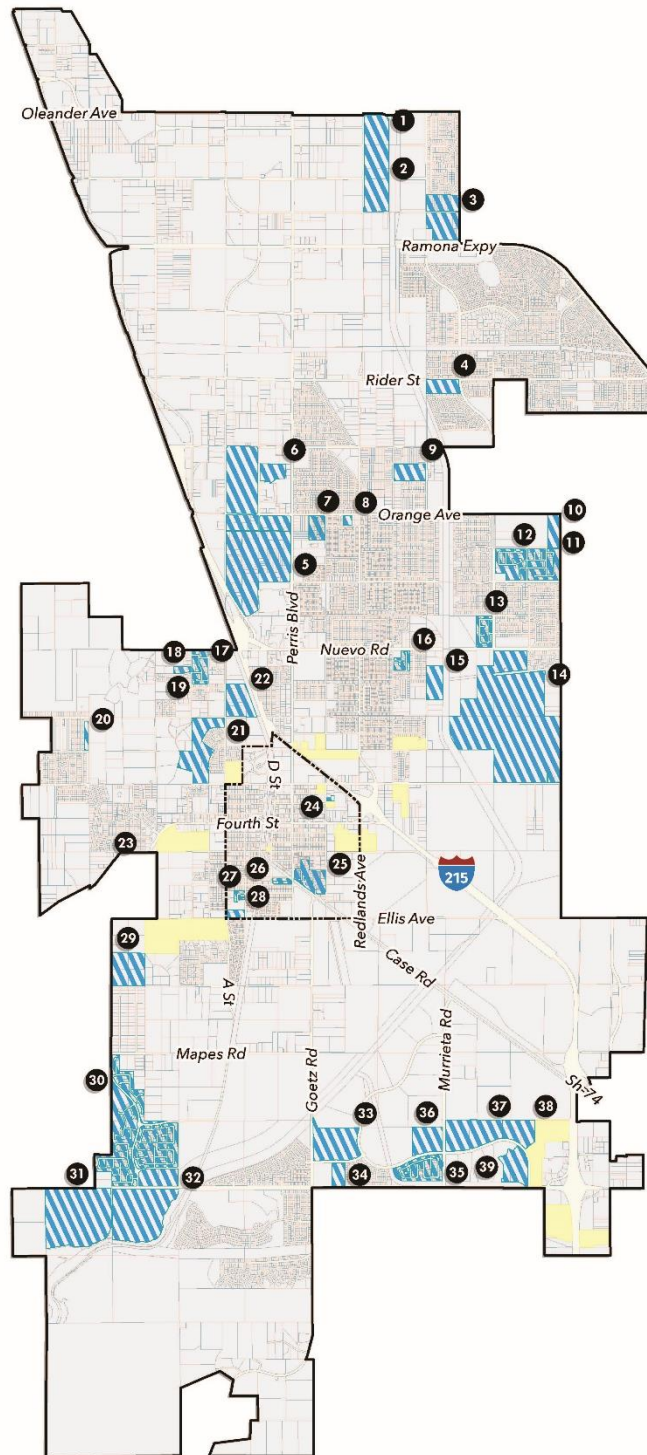 Oleander Ave
1
2
3
Ramona Expy
4
Rider St
6
9
7
8
Orange Ave
10
12
11
5
13
Perris Blvd
16
Nuevo Rd
15
14
18
17
19
22
20
21
D St
24
Fourth St
23
25
26
27
28
Redlands Ave
215
Ellis Ave
29
A St
Case Rd
Mapes Rd
Goetz Rd
Murrieta Rd
30
Sh-74
33
36
37
38
31
32
34
35
39